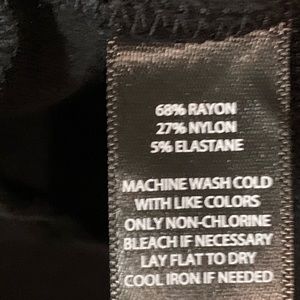 68% RAYON
27% NYLON
5% ELASTANE
MACHINE WASH COLD
WITH LIKE COLORS
ONLY NON-CHLORINE
BLEACH IF NECESSARY
LAY FLAT TO DRY
COOL IRON IF NEEDED